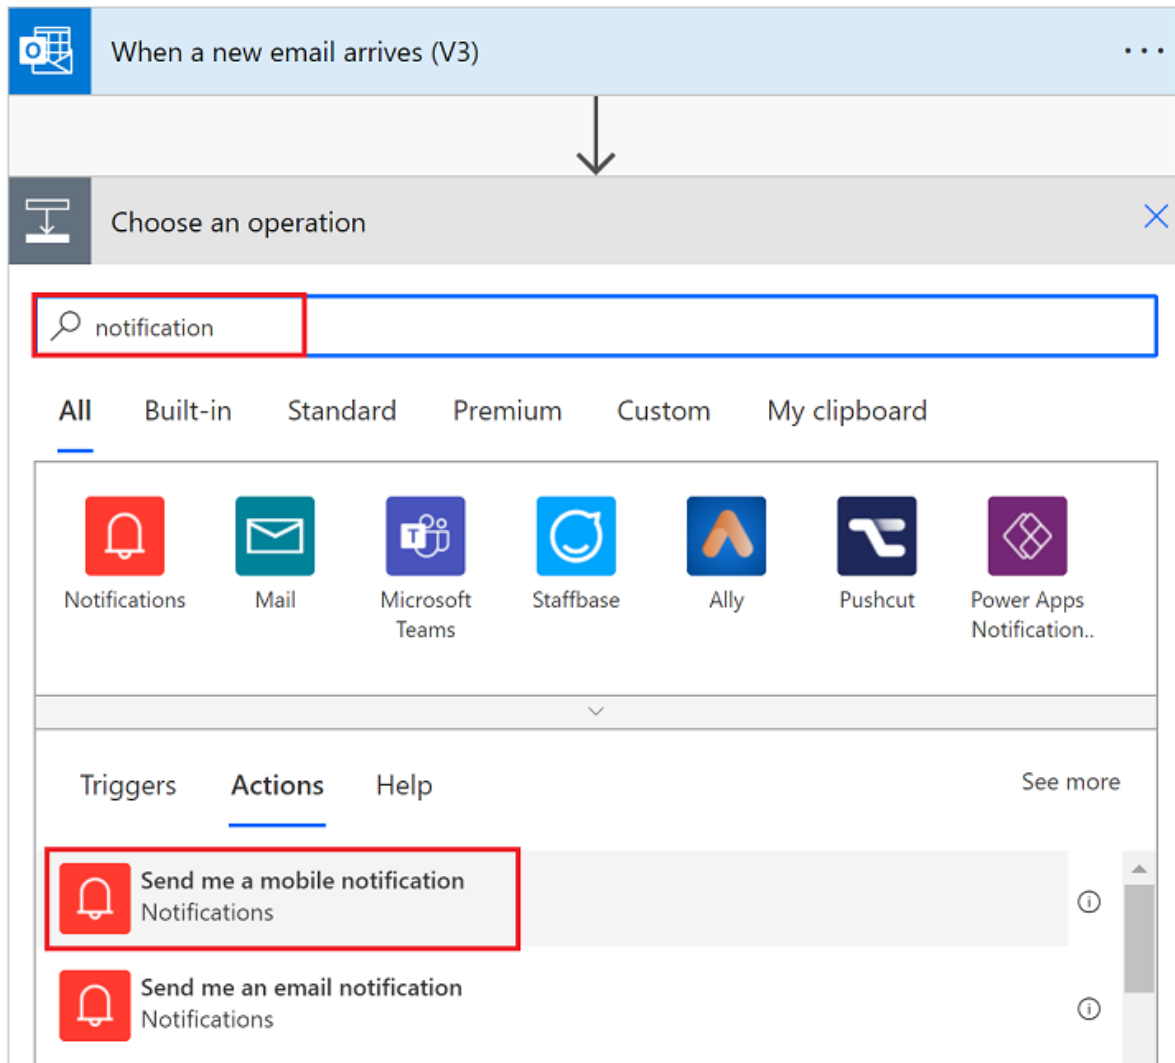 When a new email arrives (V3)
Choose an operation
notification
All Built-in Standard Premium Custom My clipboard
Notifications Mail Microsoft Teams Staffbase Ally Pushcut Power Apps Notification..
Triggers Actions Help See more
Send me a mobile notification
Notifications
Send me an email notification
Notifications